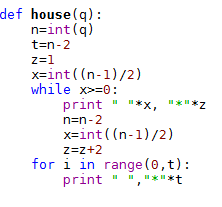 def house(q):
    n=int(q)
    t=n-2
    z=1
    x=int((n-1)/2)
    while x>=0:
        print " "*x, "*"*z
        n=n-2
        x=int((n-1)/2)
        z=z+2
    for i in range(0,t):
        print " ","*"*t